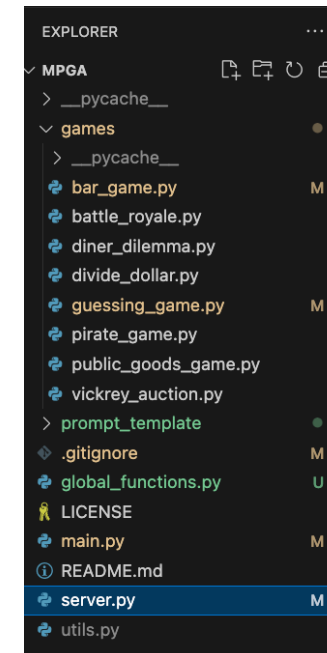 EXPLORER
MPGA
__pycache__
games
__pycache__
bar_game.py M
battle_royale.py
diner_dilemma.py
divide_dollar.py
guessing_game.py M
pirate_game.py
public_goods_game.py
vickrey_auction.py
prompt_template
.gitignore M
global_functions.py U
LICENSE
main.py M
README.md
server.py M
utils.py